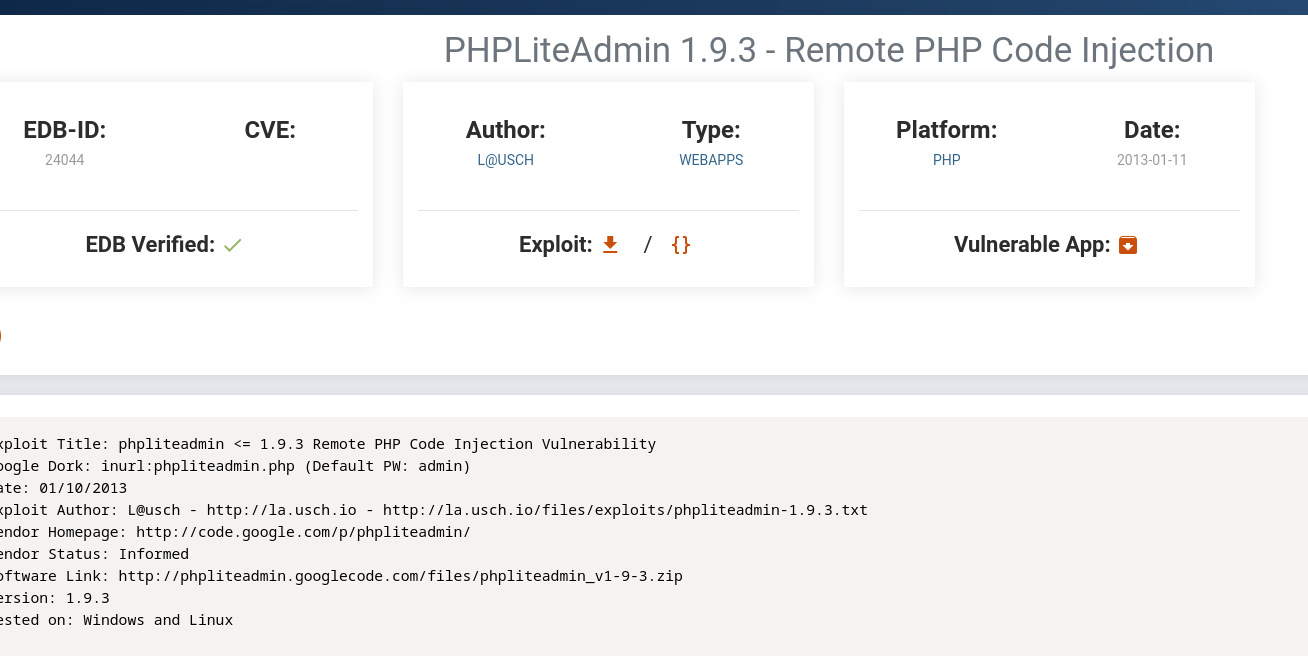 PHPLiteAdmin 1.9.3 - Remote PHP Code Injection
EDB-ID:
24044
CVE:
EDB Verified:
Author:
L@USCH
Type:
WEBAPPS
Exploit: / {}
Platform:
PHP
Date:
2013-01-11
Vulnerable App:
xploit Title: phpliteadmin <= 1.9.3 Remote PHP Code Injection Vulnerability
oogle Dork: inurl:phpliteadmin.php (Default PW: admin)
ate: 01/10/2013
xploit Author: L@usch - http://la.usch.io - http://la.usch.io/files/exploits/phpliteadmin-1.9.3.txt
endor Homepage: http://code.google.com/p/phpliteadmin/
endor Status: Informed
oftware Link: http://phpliteadmin.googlecode.com/files/phpliteadmin_v1-9-3.zip
ersion: 1.9.3
ested on: Windows and Linux